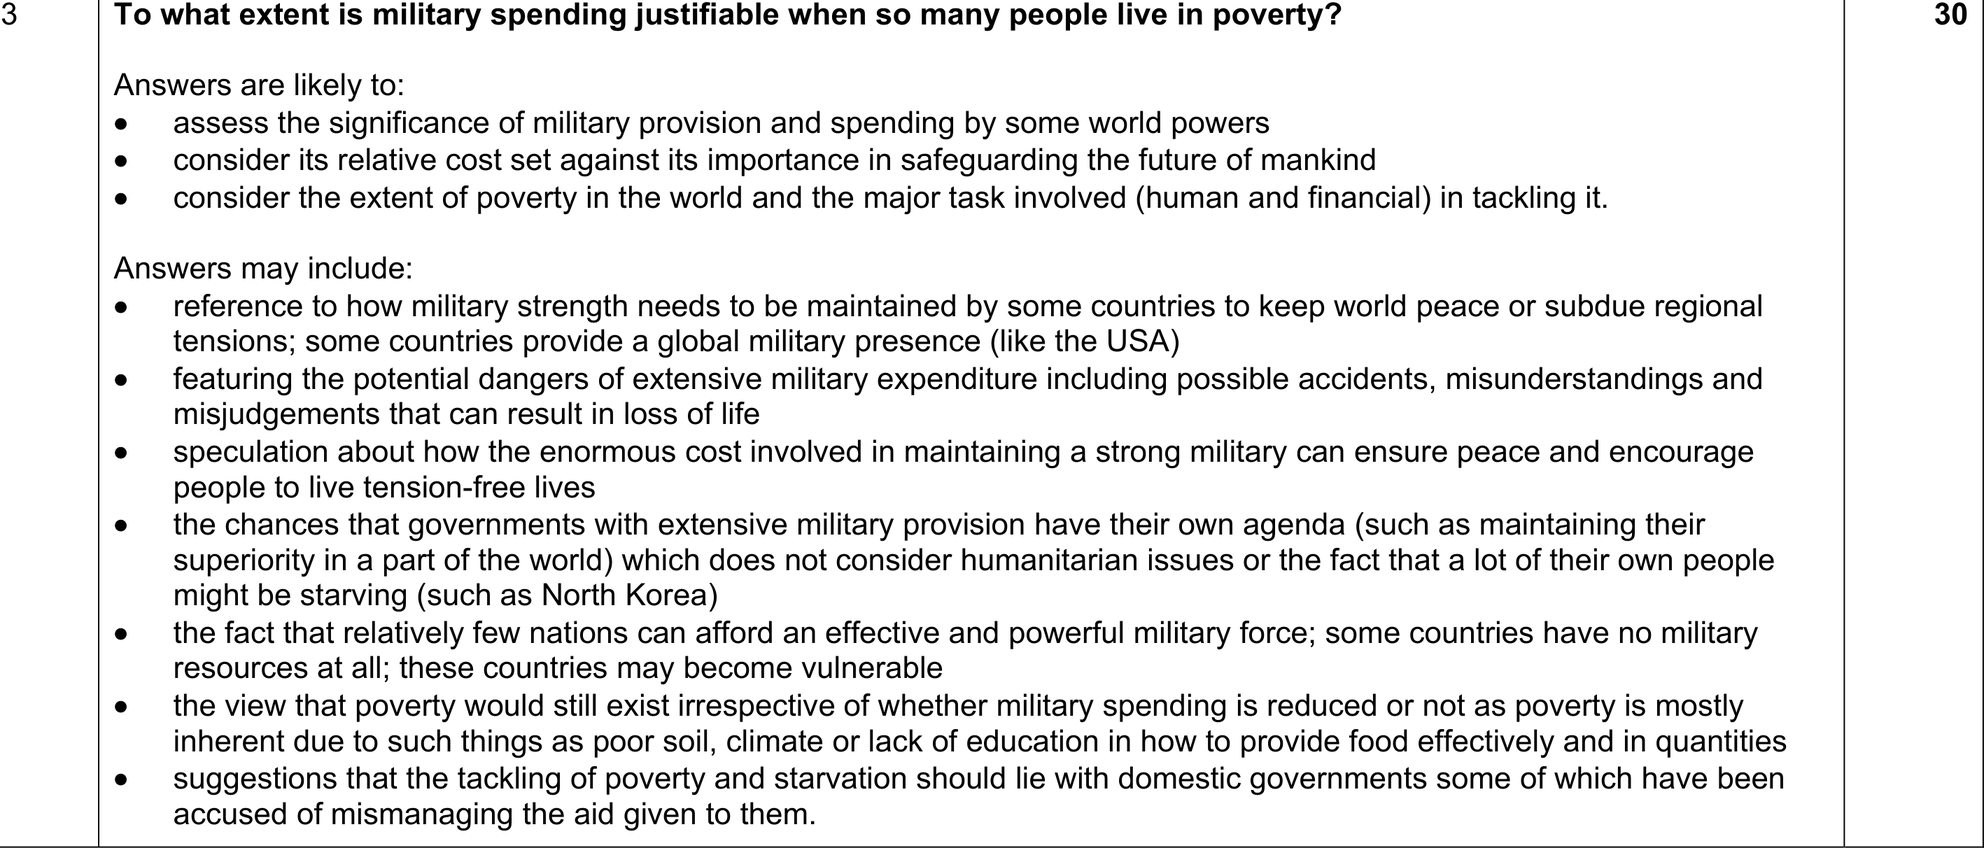 3 To what extent is military spending justifiable when so many people live in poverty? 30
Answers are likely to:
• assess the significance of military provision and spending by some world powers
• consider its relative cost set against its importance in safeguarding the future of mankind
• consider the extent of poverty in the world and the major task involved (human and financial) in tackling it.
Answers may include:
• reference to how military strength needs to be maintained by some countries to keep world peace or subdue regional
tensions; some countries provide a global military presence (like the USA)
• featuring the potential dangers of extensive military expenditure including possible accidents, misunderstandings and
misjudgements that can result in loss of life
• speculation about how the enormous cost involved in maintaining a strong military can ensure peace and encourage
people to live tension-free lives
• the chances that governments with extensive military provision have their own agenda (such as maintaining their
superiority in a part of the world) which does not consider humanitarian issues or the fact that a lot of their own people
might be starving (such as North Korea)
• the fact that relatively few nations can afford an effective and powerful military force; some countries have no military
resources at all; these countries may become vulnerable
• the view that poverty would still exist irrespective of whether military spending is reduced or not as poverty is mostly
inherent due to such things as poor soil, climate or lack of education in how to provide food effectively and in quantities
• suggestions that the tackling of poverty and starvation should lie with domestic governments some of which have been
accused of mismanaging the aid given to them.